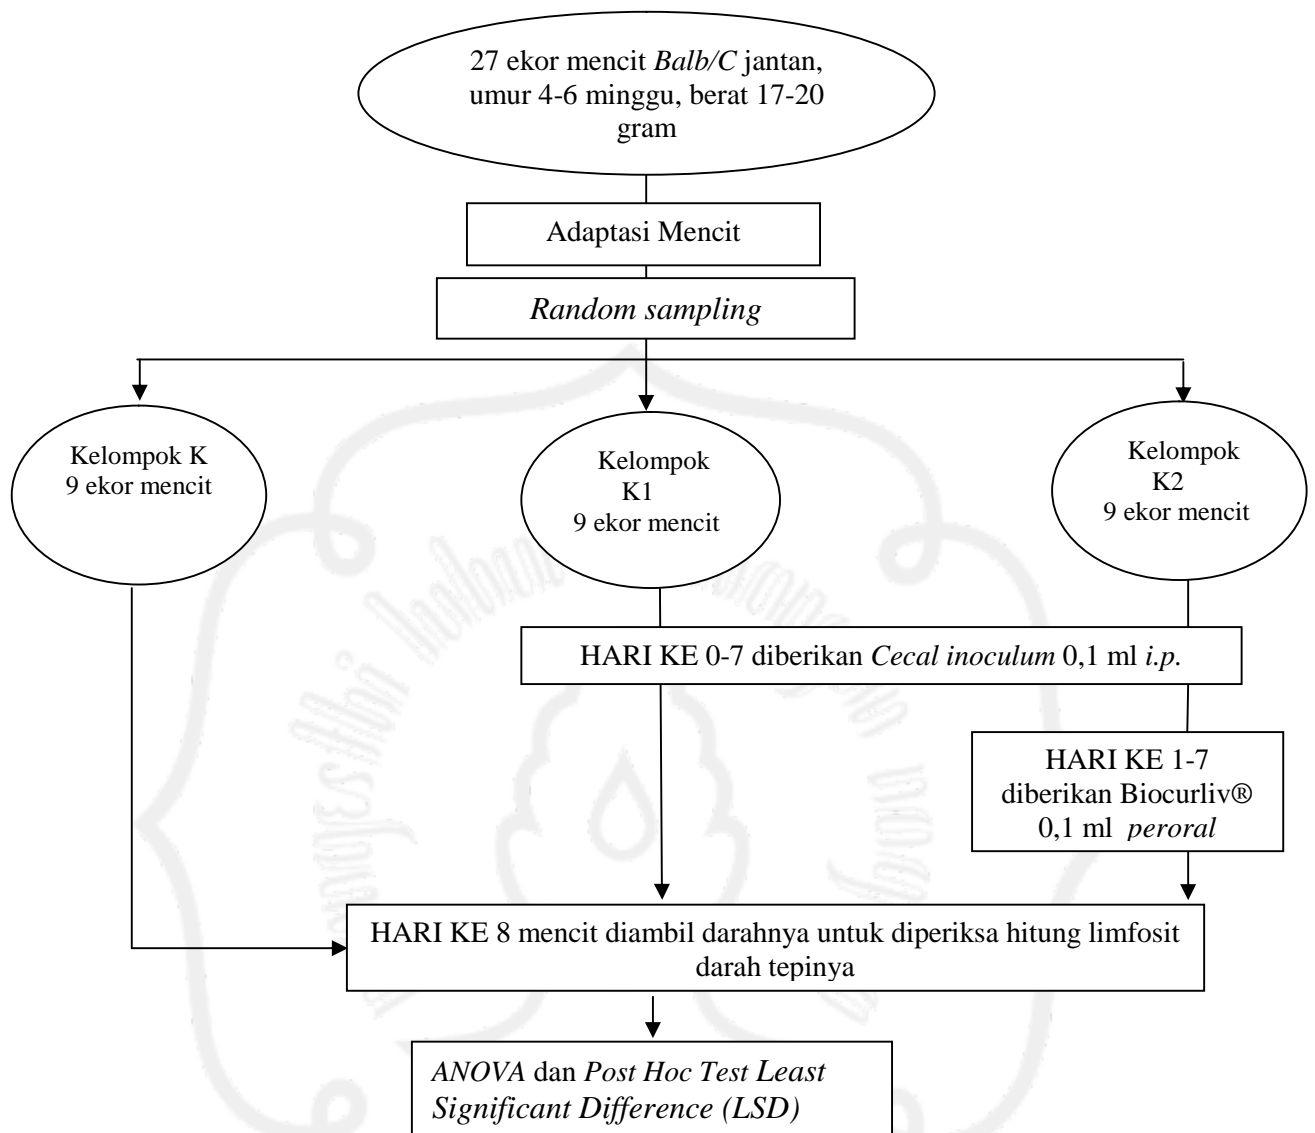 27 ekor mencit Balb/C jantan,
umur 4-6 minggu, berat 17-20
gram
Adaptasi Mencit
Random sampling
Kelompok K
9 ekor mencit
Kelompok
K1
9 ekor mencit
Kelompok
K2
9 ekor mencit
HARI KE 0-7 diberikan Cecal inoculum 0,1 ml i.p.
HARI KE 1-7
diberikan Biocurliv®
0,1 ml peroral
HARI KE 8 mencit diambil darahnya untuk diperiksa hitung limfosit
darah tepinya
ANOVA dan Post Hoc Test Least
Significant Difference (LSD)